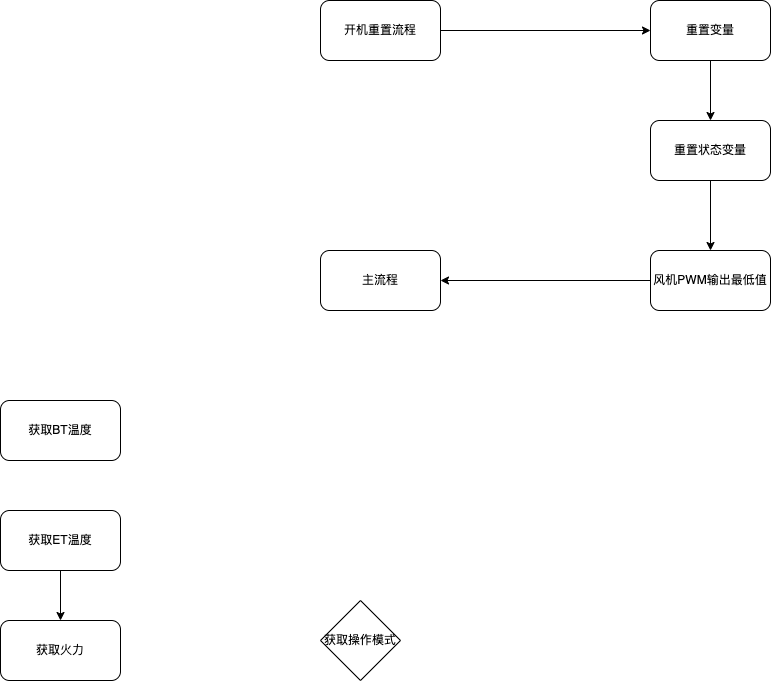 开机重置流程
重置变量
重置状态变量
主流程
风机PWM输出最低值
获取BT温度
获取ET温度
获取火力
获取操作模式